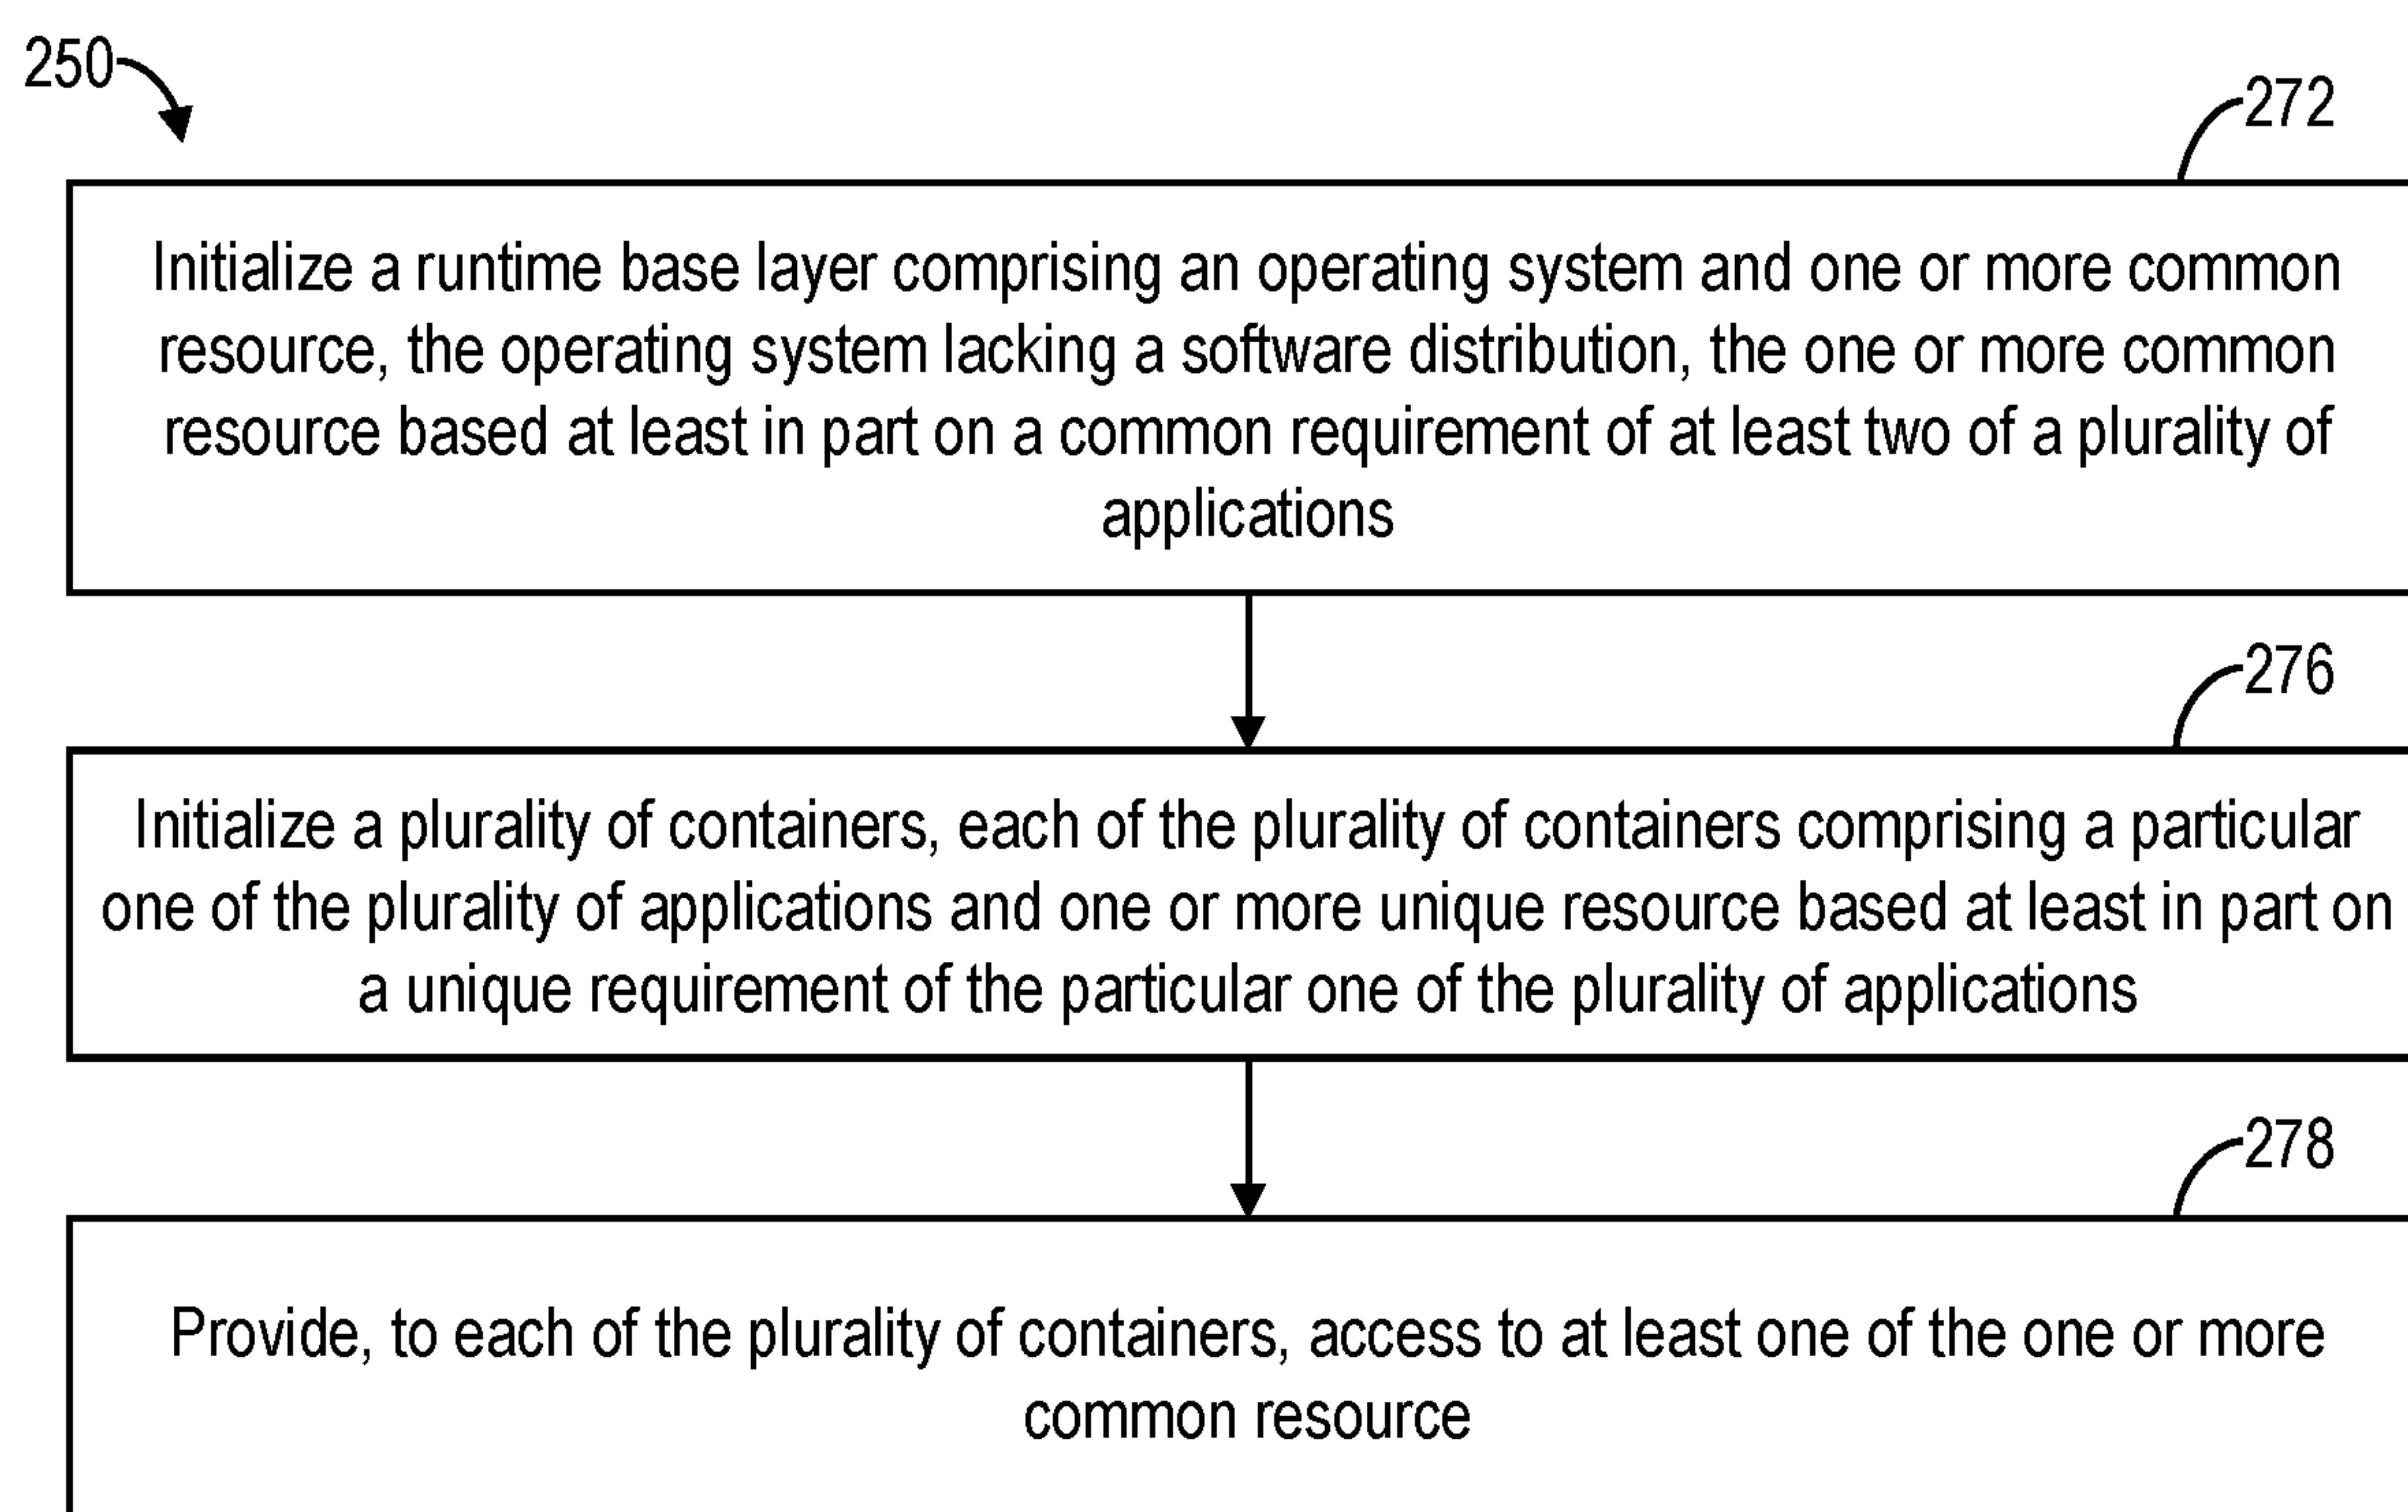 250
272
Initialize a runtime base layer comprising an operating system and one or more common
resource, the operating system lacking a software distribution, the one or more common
resource based at least in part on a common requirement of at least two of a plurality of
applications
276
Initialize a plurality of containers, each of the plurality of containers comprising a particular
one of the plurality of applications and one or more unique resource based at least in part on
a unique requirement of the particular one of the plurality of applications
278
Provide, to each of the plurality of containers, access to at least one of the one or more
common resource